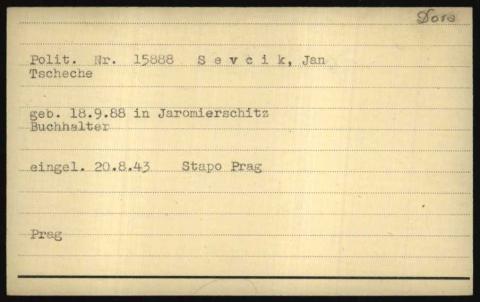 Dora
Polit. Nr. 15888 S e v c i k, Jan
Tscheche
geb. 18.9.88 in Jaromierschitz
Buchhalter
eingel. 20.8.43 Stapo Prag
Prag